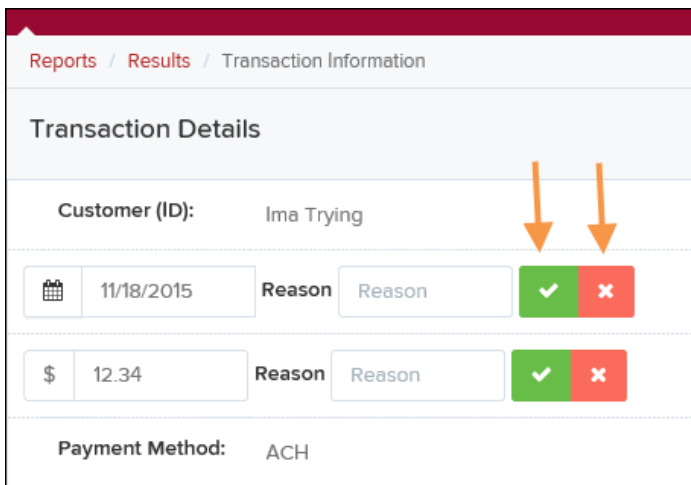 Reports / Results / Transaction Information
Transaction Details
Customer (ID): Ima Trying
11/18/2015 Reason Reason
$ 12.34 Reason Reason
Payment Method: ACH